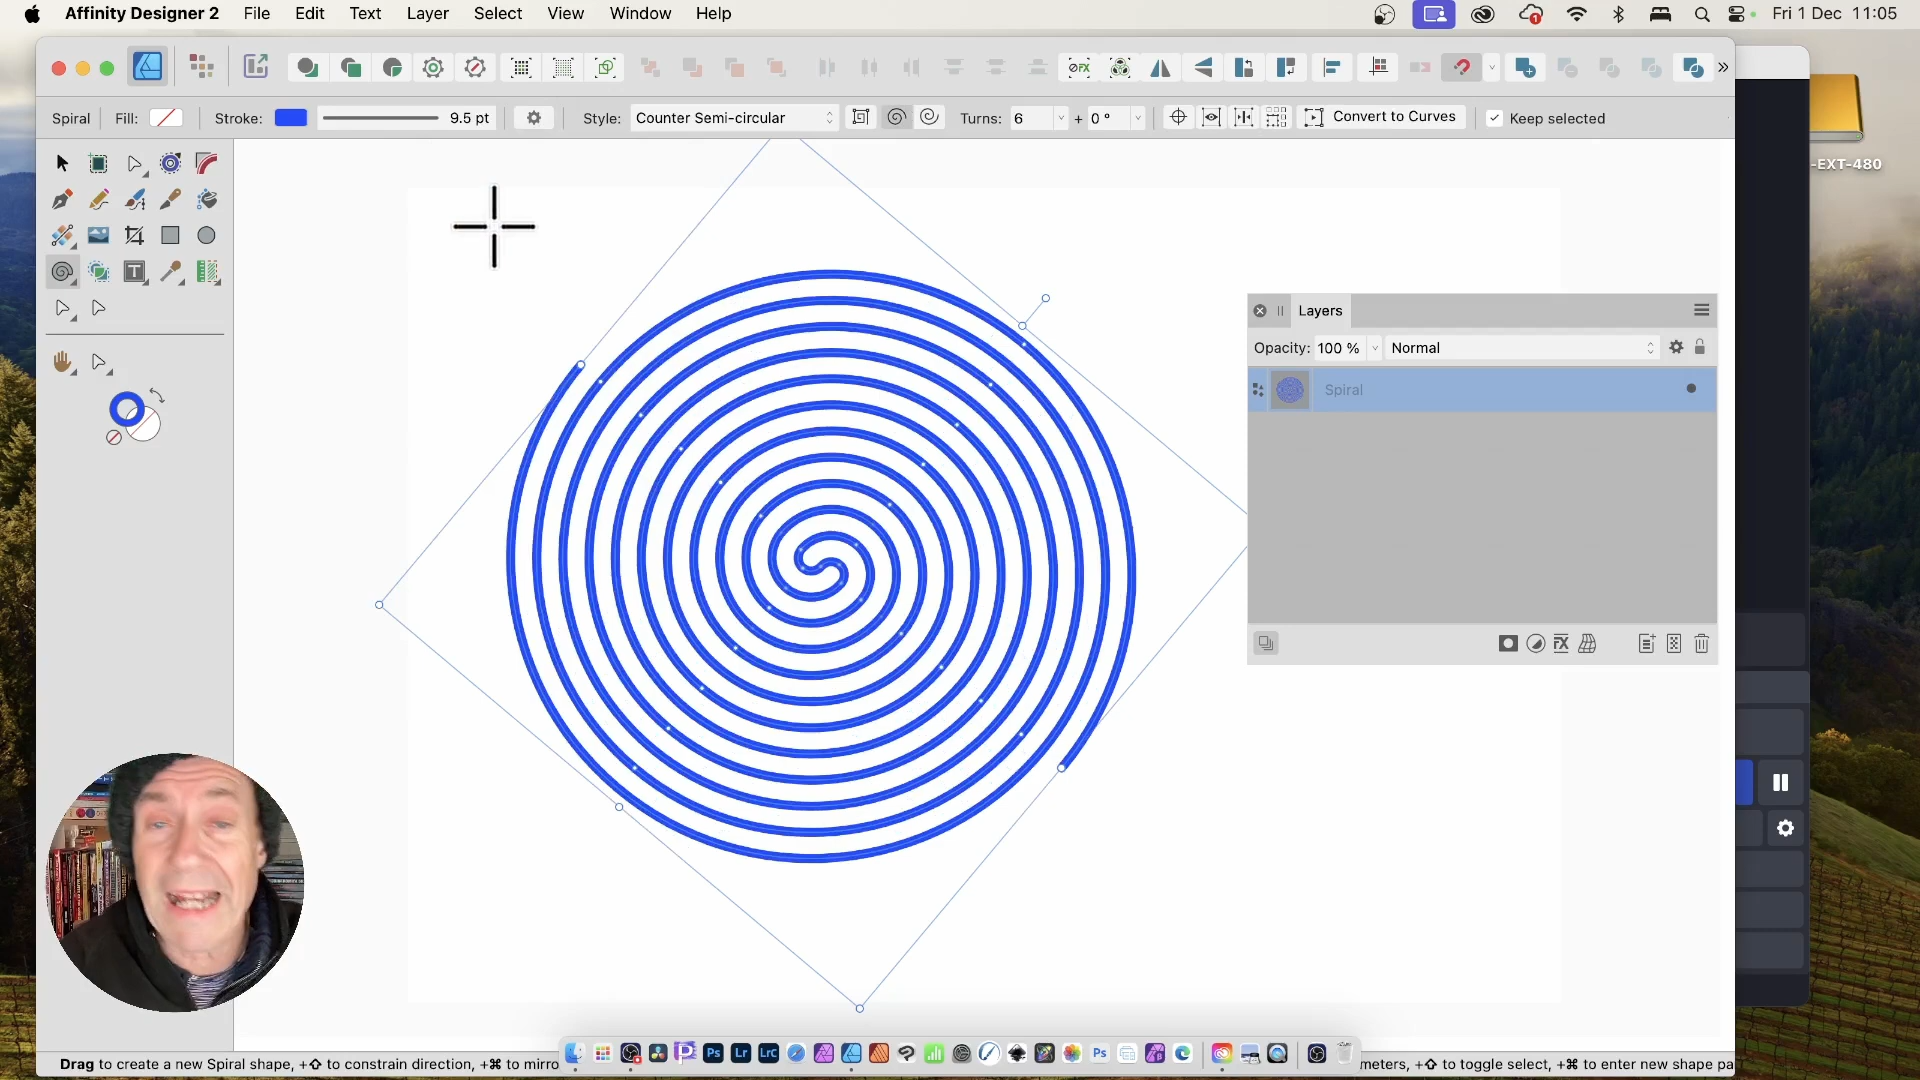 Affinity Designer 2 File Edit Text Layer Select View Window Help Fri 1 Dec 11:05
Spiral Fill: Stroke: 9.5 pt Style: Counter Semi-circular Turns: 6 + 0 ° Convert to Curves Keep selected
-EXT-480
Layers
Opacity: 100 % Normal
Spiral
Drag to create a new Spiral shape, +⇧ to constrain direction, +⌘ to mirro
meters, +⇧ to toggle select, +⌘ to enter new shape pa